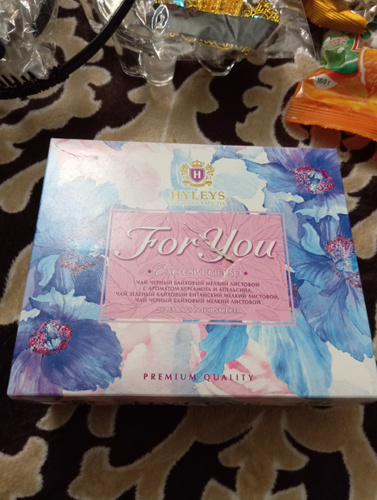 H
HYLEYS
For You
ЧАЙ ЧЕРНЫЙ БАЙХОВЫЙ МЕЛКИЙ ЛИСТОВОЙ
С АРОМАТОМ БЕРГАМОТА И АПЕЛЬСИНА,
ЧАЙ ЗЕЛЕНЫЙ БАЙХОВЫЙ КИТАЙСКИЙ МЕЛКИЙ ЛИСТОВОЙ,
ЧАЙ ЧЕРНЫЙ БАЙХОВЫЙ МЕЛКИЙ ЛИСТОВОЙ
PREMIUM QUALITY